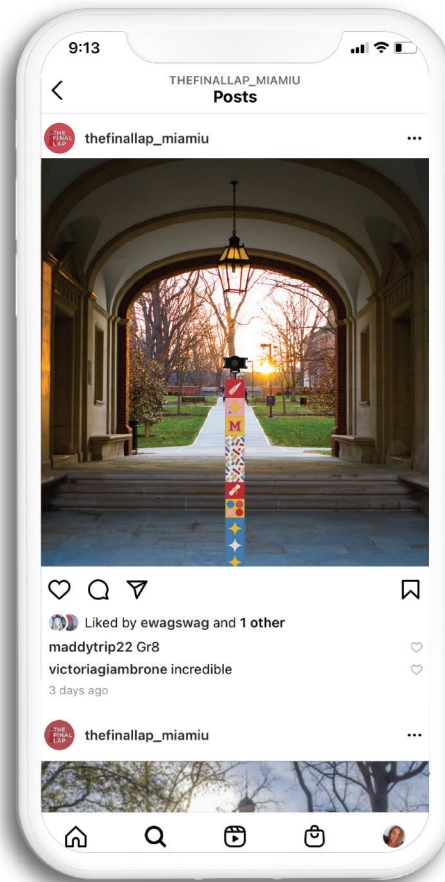 9:13
THEFINALLAP_MIAMIU
Posts
THE
FINAL
LAP
thefinallap_miamiu
M
Liked by ewagswag and 1 other
maddytrip22 Gr8
victoriagiambrone incredible
3 days ago
THE
FINAL
LAP
thefinallap_miamiu